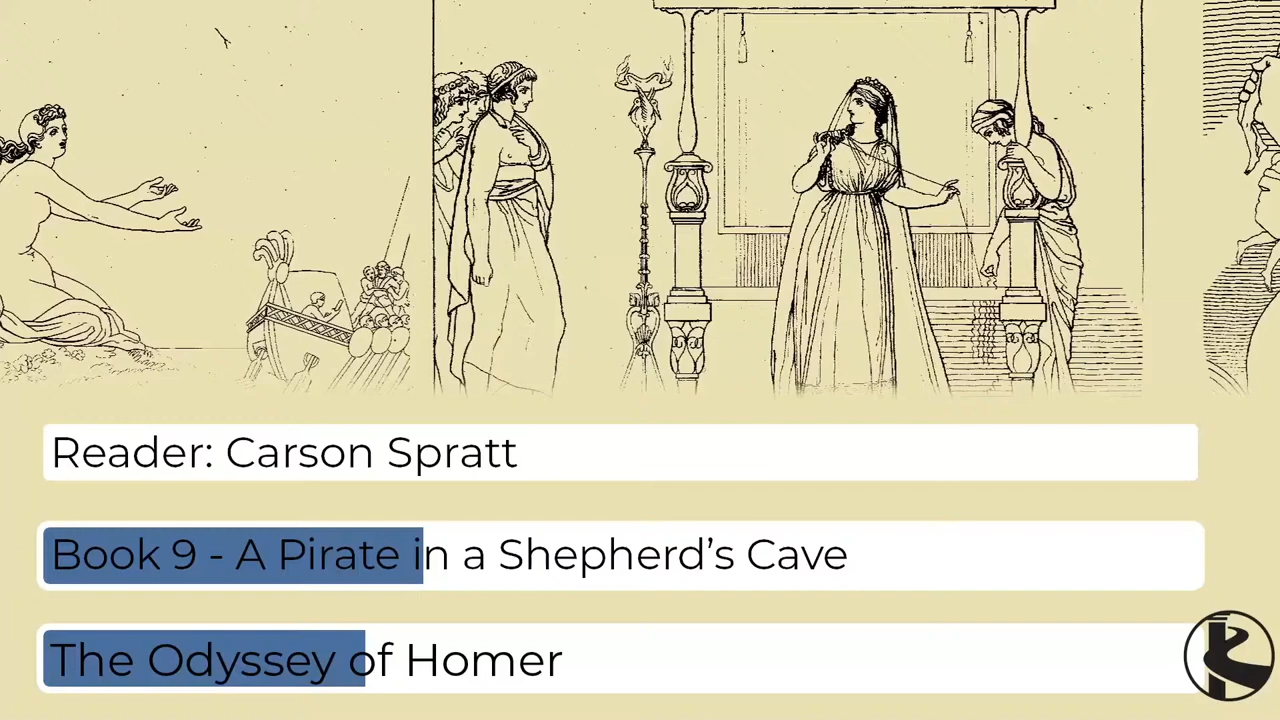 Reader: Carson Spratt
Book 9 - A Pirate in a Shepherd’s Cave
The Odyssey of Homer